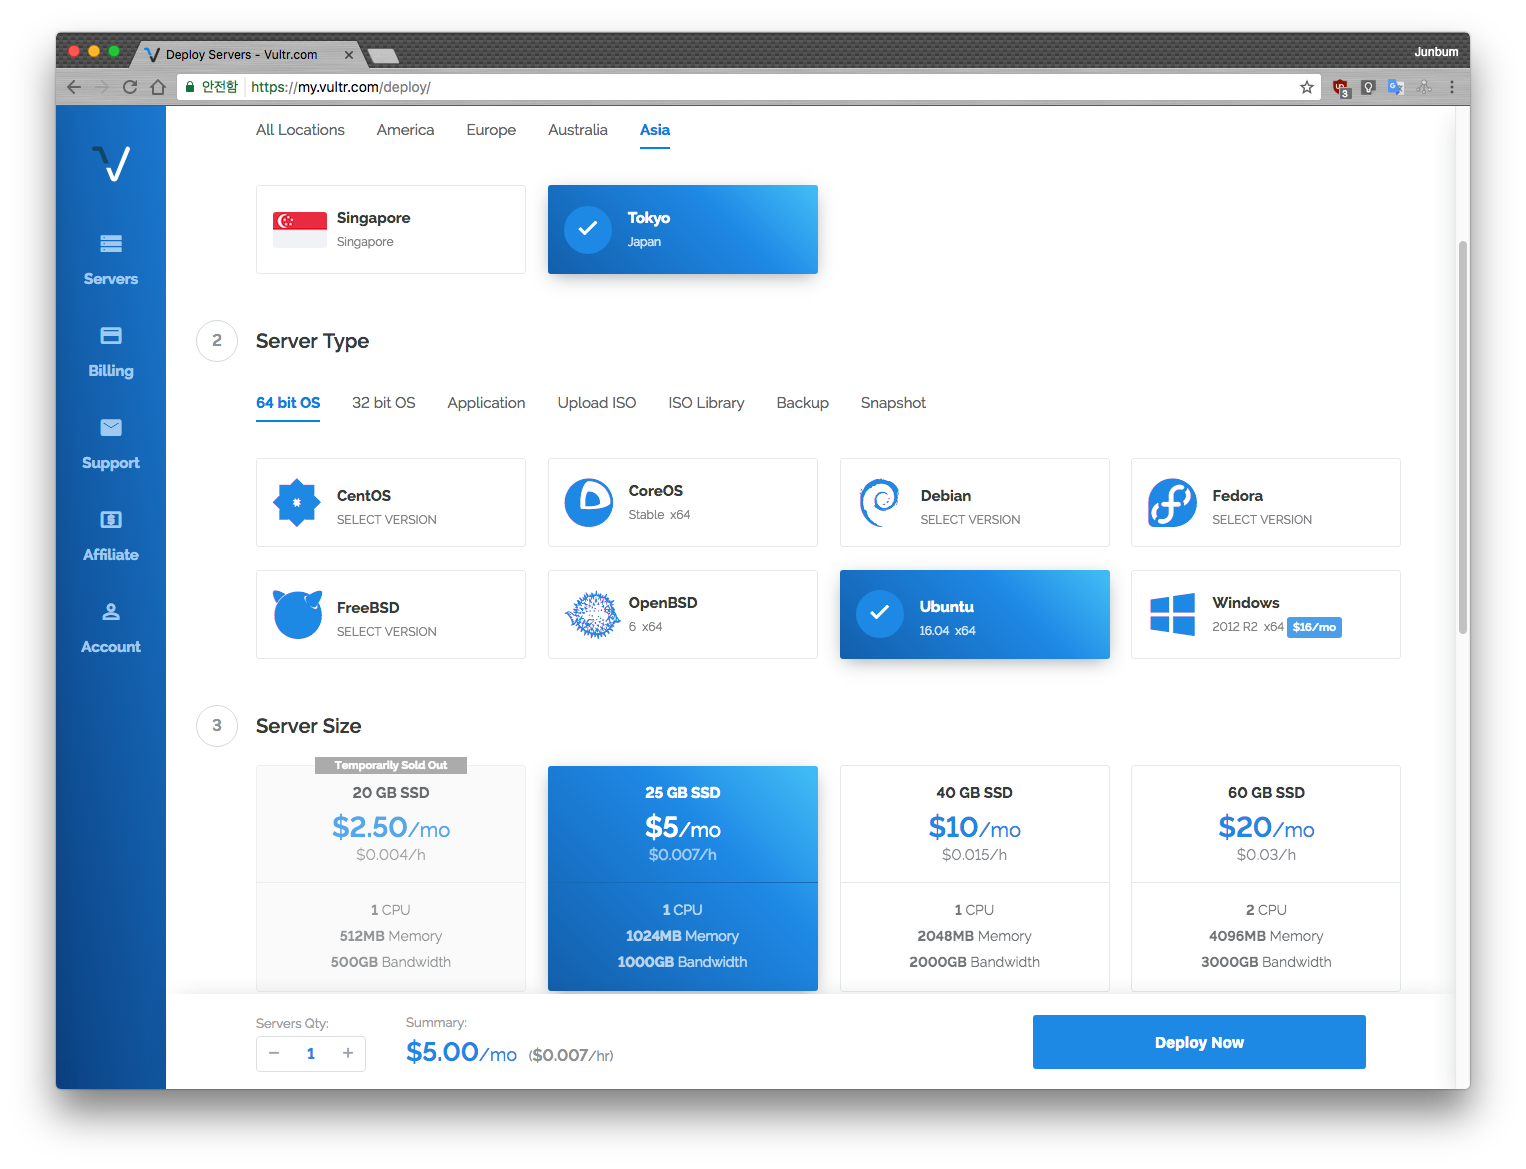 Deploy Servers - Vultr.com
Junbum
안전함 https://my.vultr.com/deploy/
3
All Locations America Europe Australia Asia
Singapore
Singapore
Tokyo
Japan
Servers
Billing
Support
Affiliate
Account
2 Server Type
64 bit OS 32 bit OS Application Upload ISO ISO Library Backup Snapshot
CentOS
SELECT VERSION
CoreOS
Stable x64
Debian
SELECT VERSION
Fedora
SELECT VERSION
FreeBSD
SELECT VERSION
OpenBSD
6 x64
Ubuntu
16.04 x64
Windows
2012 R2 x64 $16/mo
3 Server Size
Temporarily Sold Out
20 GB SSD
$2.50/mo
$0.004/h
1 CPU
512MB Memory
500GB Bandwidth
25 GB SSD
$5/mo
$0.007/h
1 CPU
1024MB Memory
1000GB Bandwidth
40 GB SSD
$10/mo
$0.015/h
1 CPU
2048MB Memory
2000GB Bandwidth
60 GB SSD
$20/mo
$0.03/h
2 CPU
4096MB Memory
3000GB Bandwidth
Servers Qty:
− 1 +
Summary:
$5.00/mo ($0.007/hr)
Deploy Now